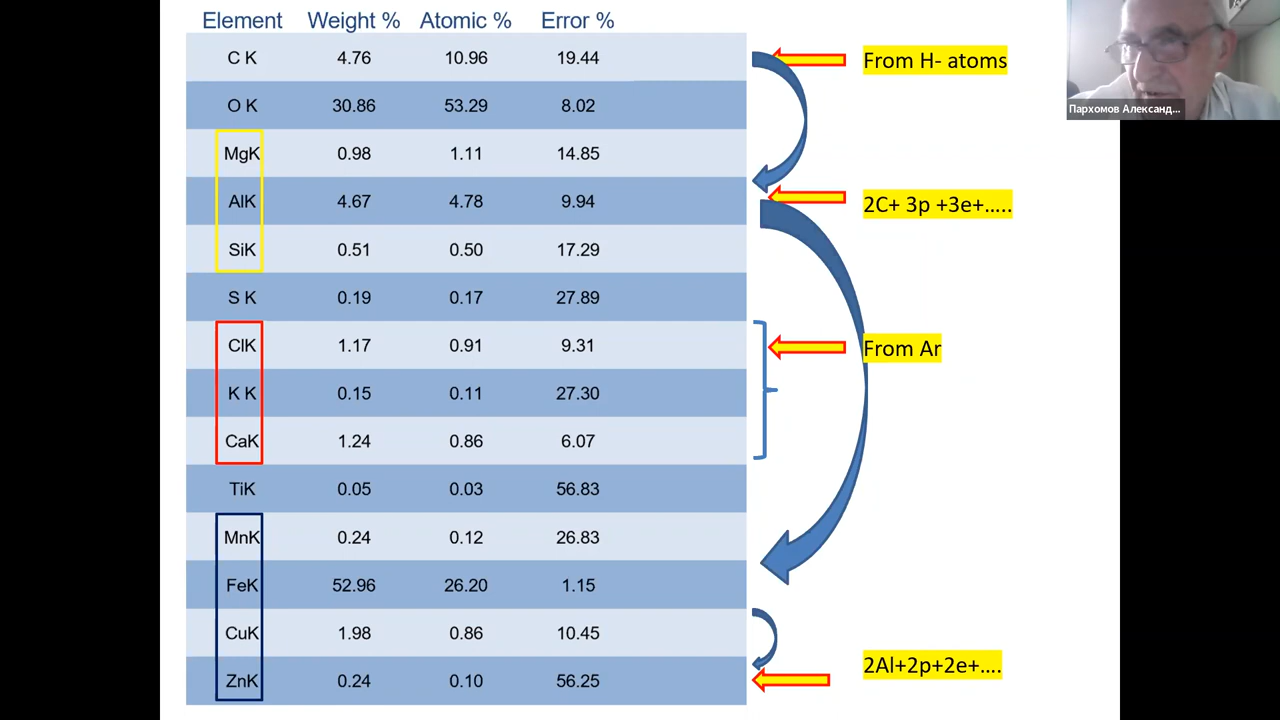 Element Weight % Atomic % Error %
C K 4.76 10.96 19.44
From H- atoms
Пархомов Александ...
O K 30.86 53.29 8.02
MgK 0.98 1.11 14.85
AlK 4.67 4.78 9.94
2C+ 3p +3e+.....
SiK 0.51 0.50 17.29
S K 0.19 0.17 27.89
ClK 1.17 0.91 9.31
From Ar
K K 0.15 0.11 27.30
CaK 1.24 0.86 6.07
TiK 0.05 0.03 56.83
MnK 0.24 0.12 26.83
FeK 52.96 26.20 1.15
CuK 1.98 0.86 10.45
2Al+2p+2e+....
ZnK 0.24 0.10 56.25